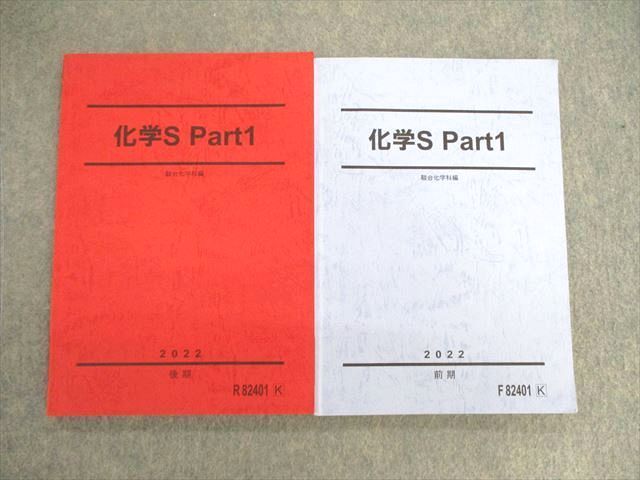 化学S Part1
駿台化学科編
2022
後期
R 82401 K
化学S Part1
駿台化学科編
2022
前期
F 82401 K